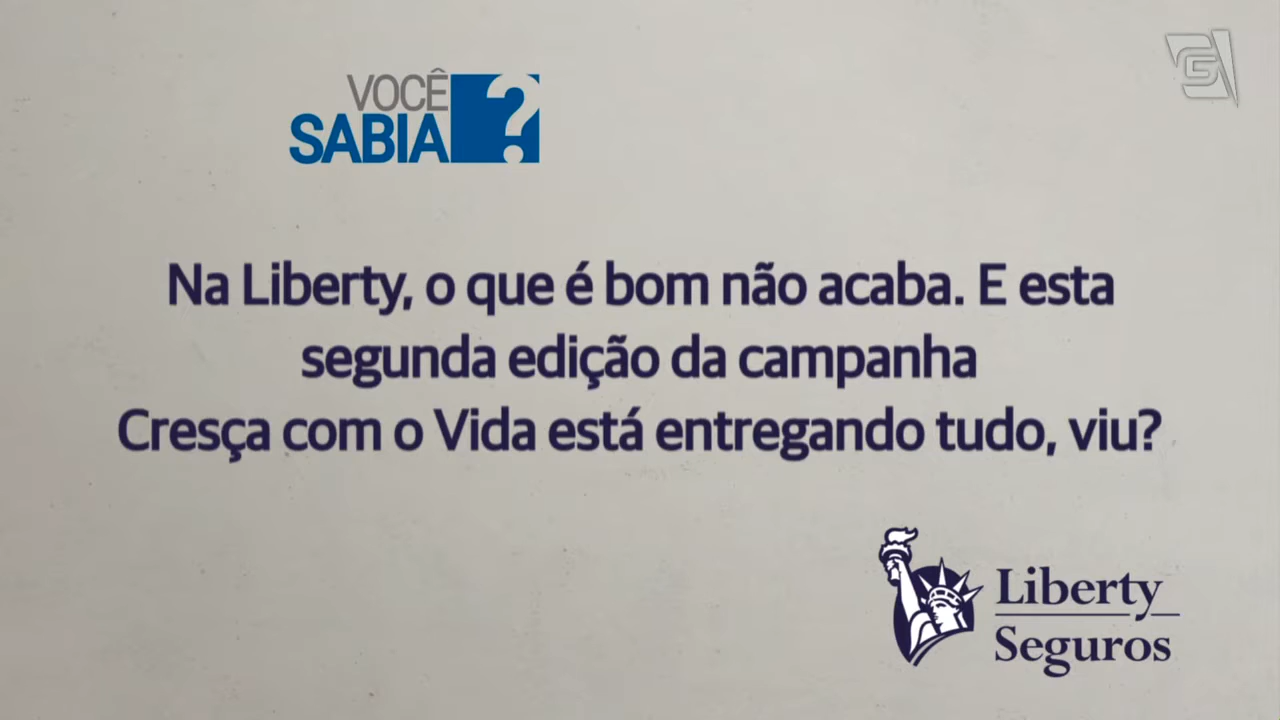 VOCÊ
SABIA?
Na Liberty, o que é bom não acaba. E esta
segunda edição da campanha
Cresça com o Vida está entregando tudo, viu?
Liberty
Seguros